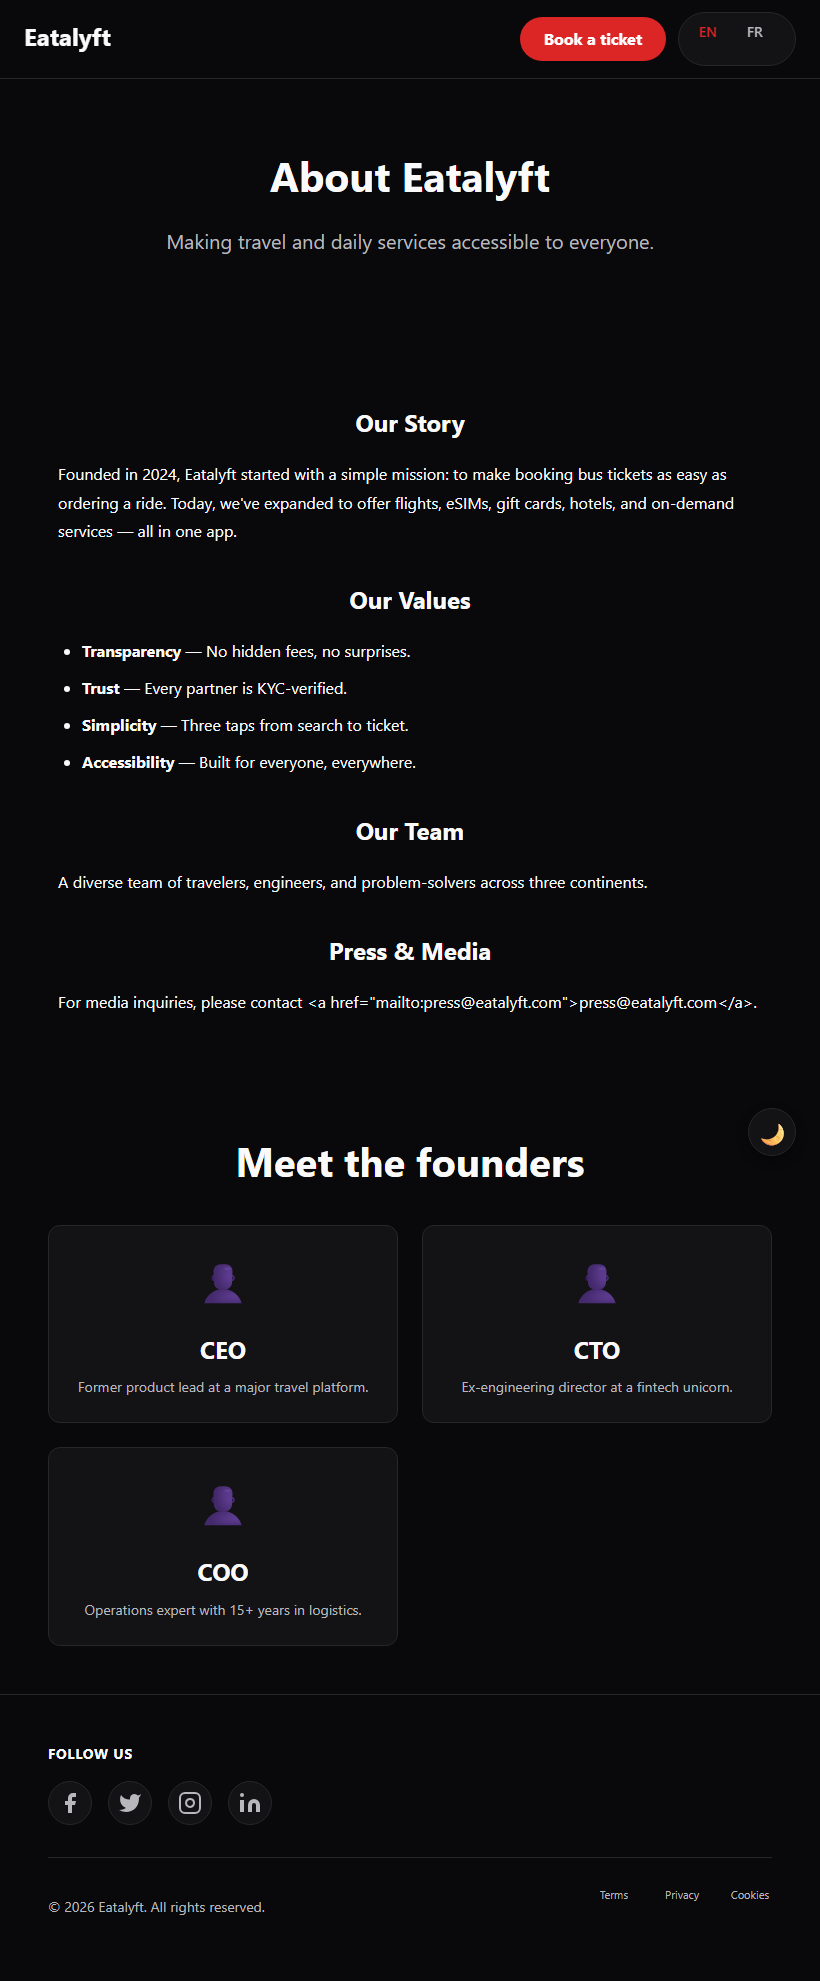 Eatalyft
Book a ticket
EN
FR
About Eatalyft
Making travel and daily services accessible to everyone.
Our Story
Founded in 2024, Eatalyft started with a simple mission: to make booking bus tickets as easy as
ordering a ride. Today, we've expanded to offer flights, eSIMs, gift cards, hotels, and on-demand
services — all in one app.
Our Values
• Transparency — No hidden fees, no surprises.
• Trust — Every partner is KYC-verified.
• Simplicity — Three taps from search to ticket.
• Accessibility — Built for everyone, everywhere.
Our Team
A diverse team of travelers, engineers, and problem-solvers across three continents.
Press & Media
For media inquiries, please contact <a href="mailto:press@eatalyft.com">press@eatalyft.com</a>.
Meet the founders
CEO
Former product lead at a major travel platform.
CTO
Ex-engineering director at a fintech unicorn.
COO
Operations expert with 15+ years in logistics.
FOLLOW US
© 2026 Eatalyft. All rights reserved.
Terms
Privacy
Cookies